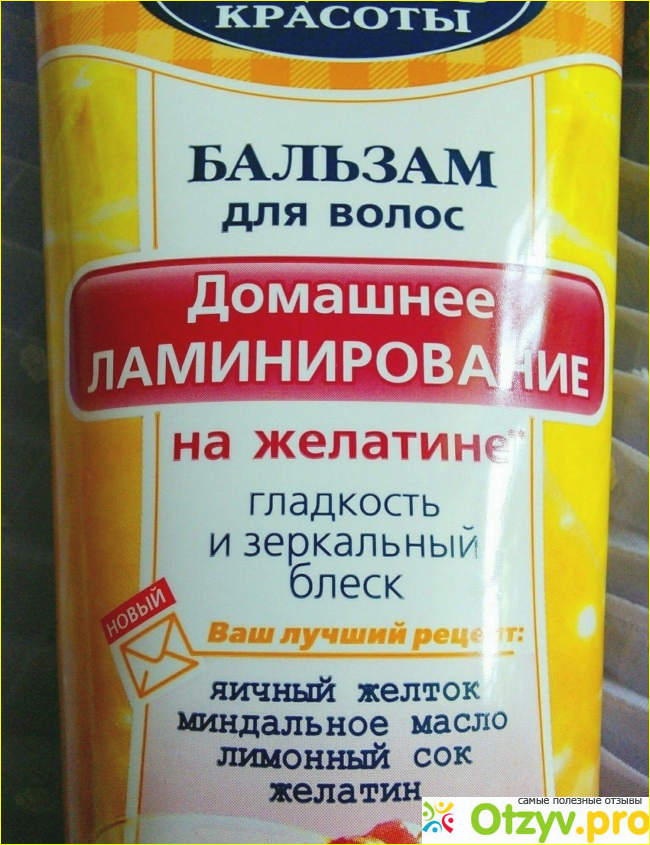 КРАСОТЫ
БАЛЬЗАМ
для волос
Домашнее
ЛАМИНИРОВАНИЕ
на желатине**
гладкость
и зеркальный
блеск
НОВЫЙ
Ваш лучший рецепт:
яичный желток
миндальное масло
лимонный сок
желатин
самые полезные отзывы
Otzyv.pro